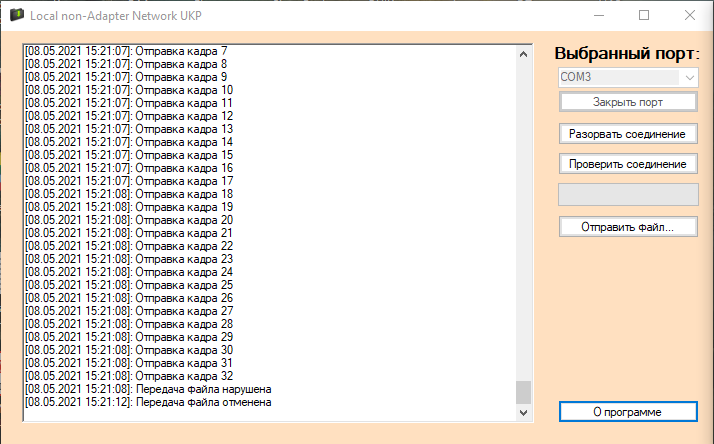 Local non-Adapter Network UKP
[08.05.2021 15:21:07]: Отправка кадра 7
[08.05.2021 15:21:07]: Отправка кадра 8
[08.05.2021 15:21:07]: Отправка кадра 9
[08.05.2021 15:21:07]: Отправка кадра 10
[08.05.2021 15:21:07]: Отправка кадра 11
[08.05.2021 15:21:07]: Отправка кадра 12
[08.05.2021 15:21:07]: Отправка кадра 13
[08.05.2021 15:21:07]: Отправка кадра 14
[08.05.2021 15:21:07]: Отправка кадра 15
[08.05.2021 15:21:07]: Отправка кадра 16
[08.05.2021 15:21:07]: Отправка кадра 17
[08.05.2021 15:21:08]: Отправка кадра 18
[08.05.2021 15:21:08]: Отправка кадра 19
[08.05.2021 15:21:08]: Отправка кадра 20
[08.05.2021 15:21:08]: Отправка кадра 21
[08.05.2021 15:21:08]: Отправка кадра 22
[08.05.2021 15:21:08]: Отправка кадра 23
[08.05.2021 15:21:08]: Отправка кадра 24
[08.05.2021 15:21:08]: Отправка кадра 25
[08.05.2021 15:21:08]: Отправка кадра 26
[08.05.2021 15:21:08]: Отправка кадра 27
[08.05.2021 15:21:08]: Отправка кадра 28
[08.05.2021 15:21:08]: Отправка кадра 29
[08.05.2021 15:21:08]: Отправка кадра 30
[08.05.2021 15:21:08]: Отправка кадра 31
[08.05.2021 15:21:08]: Отправка кадра 32
[08.05.2021 15:21:08]: Передача файла нарушена
[08.05.2021 15:21:12]: Передача файла отменена
Выбранный порт:
COM3
Закрыть порт
Разорвать соединение
Проверить соединение
Отправить файл...
О программе